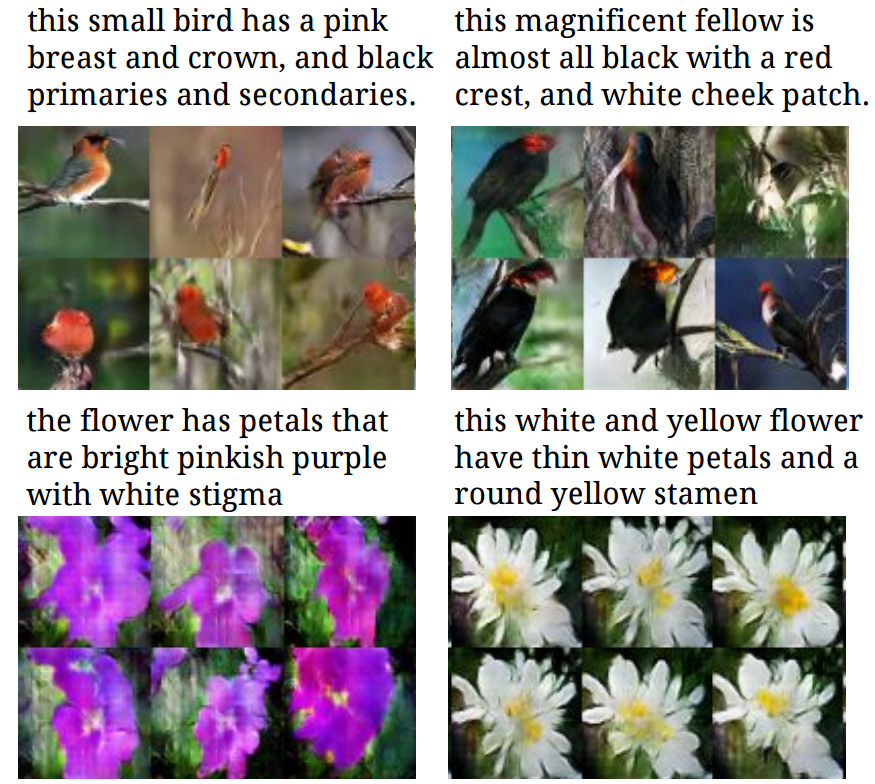 this small bird has a pink
breast and crown, and black
primaries and secondaries.
this magnificent fellow is
almost all black with a red
crest, and white cheek patch.
the flower has petals that
are bright pinkish purple
with white stigma
this white and yellow flower
have thin white petals and a
round yellow stamen